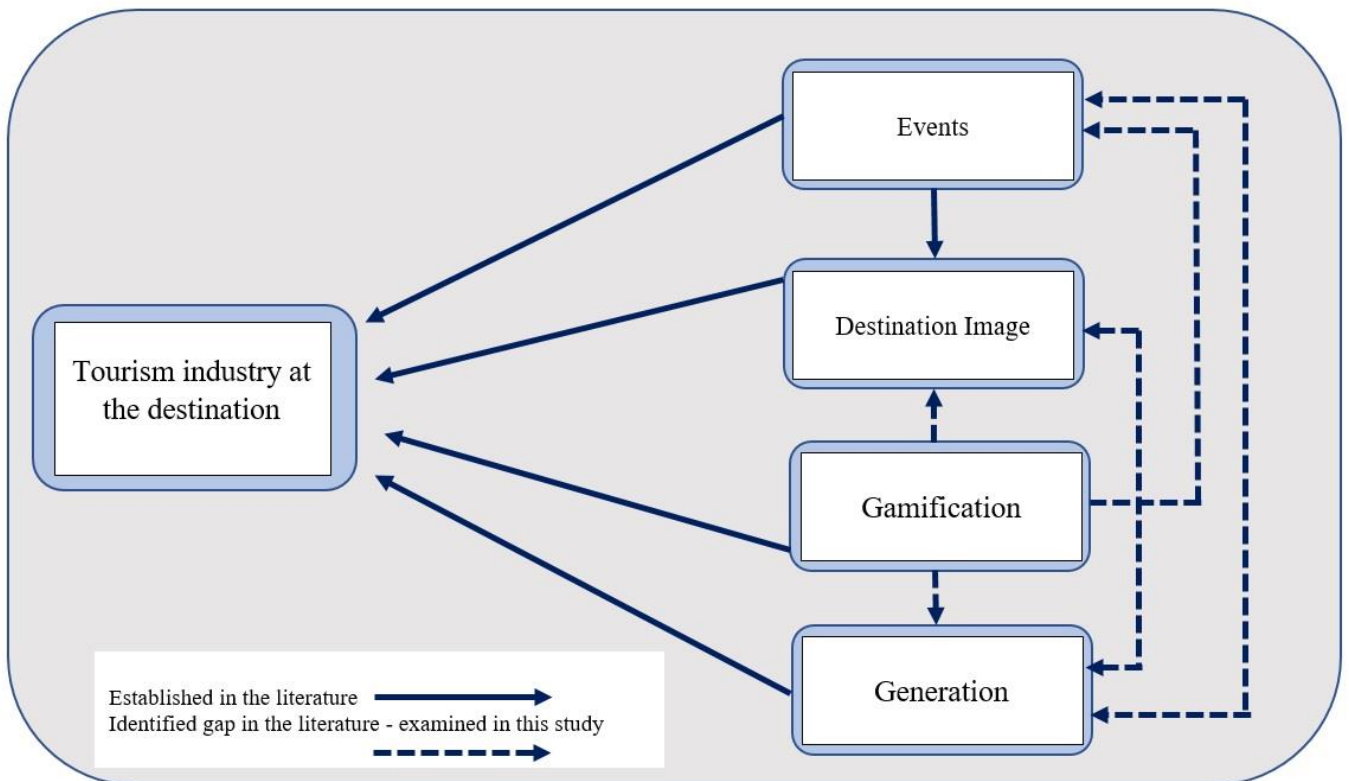 Events
Destination Image
Tourism industry at
the destination
Gamification
Generation
Established in the literature
Identified gap in the literature - examined in this study